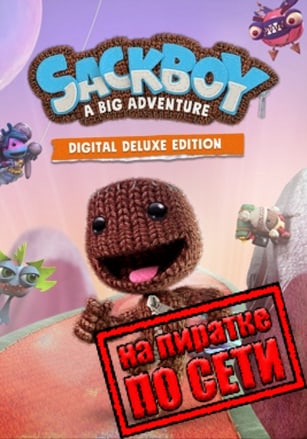 SACKBOY
A BIG ADVENTURE
DIGITAL DELUXE EDITION
на пиратке
ПО СЕТИ